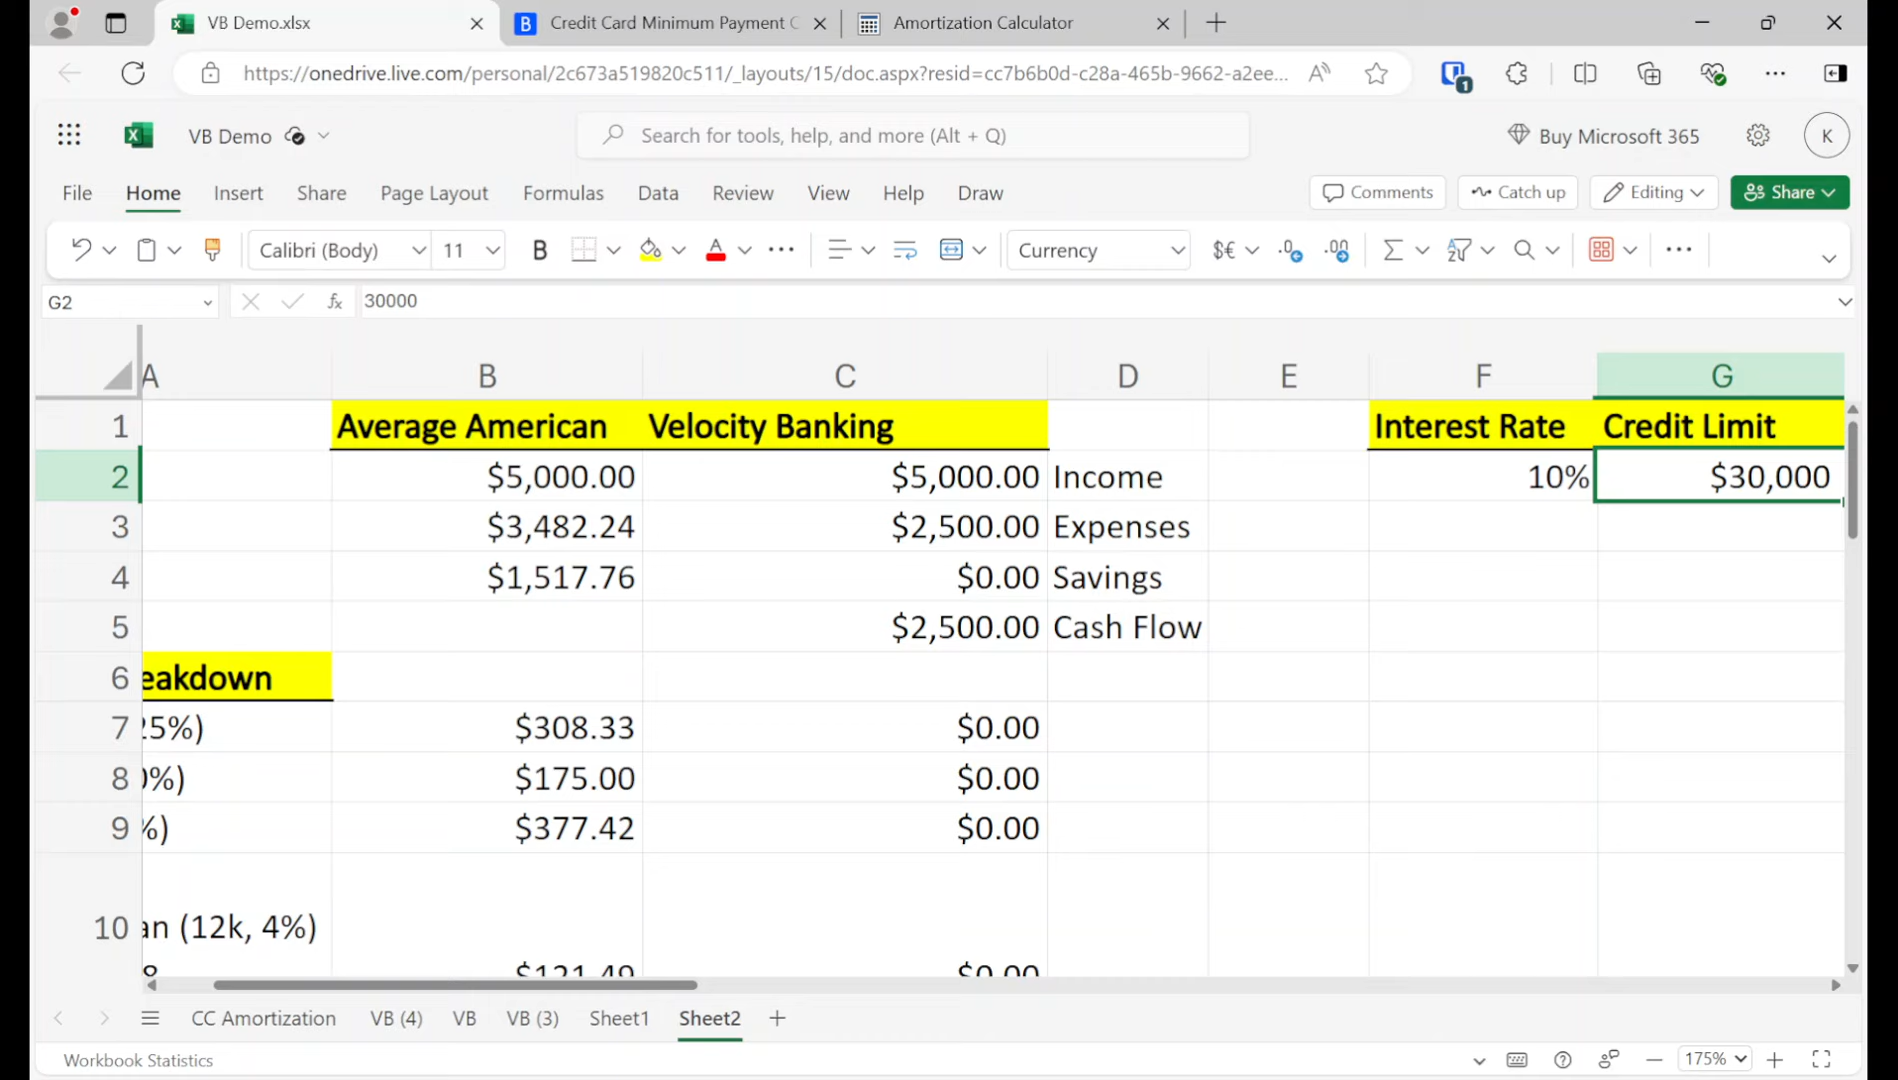 VB Demo.xlsx
Credit Card Minimum Payment C
Amortization Calculator
https://onedrive.live.com/personal/2c673a519820c511/_layouts/15/doc.aspx?resid=cc7b6b0d-c28a-465b-9662-a2ee...
VB Demo
Search for tools, help, and more (Alt + Q)
Buy Microsoft 365
K
File Home Insert Share Page Layout Formulas Data Review View Help Draw
Comments Catch up Editing Share
Calibri (Body) 11 B A Currency $€
G2 fx 30000
A B C D E F G
1 Average American Velocity Banking Interest Rate Credit Limit
2 $5,000.00 $5,000.00 Income 10% $30,000
3 $3,482.24 $2,500.00 Expenses
4 $1,517.76 $0.00 Savings
5 $2,500.00 Cash Flow
6 eakdown
7 25%) $308.33 $0.00
8 %) $175.00 $0.00
9 %) $377.42 $0.00
10 an (12k, 4%)
8 $121.49 $0.00
CC Amortization VB (4) VB VB (3) Sheet1 Sheet2
Workbook Statistics
175%